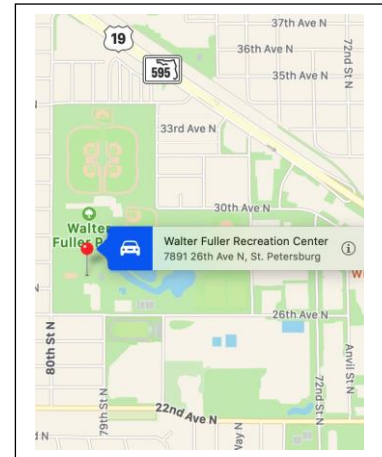 37th Ave N
19
36th Ave N
72nd St N
595
35th Ave N
33rd Ave N
30th Ave N
Walter
Fuller
Walter Fuller Recreation Center
7891 26th Ave N, St. Petersburg
26th Ave N
80th St N
79th St N
22nd Ave N
72nd St N
Anvil St N
Way N
N